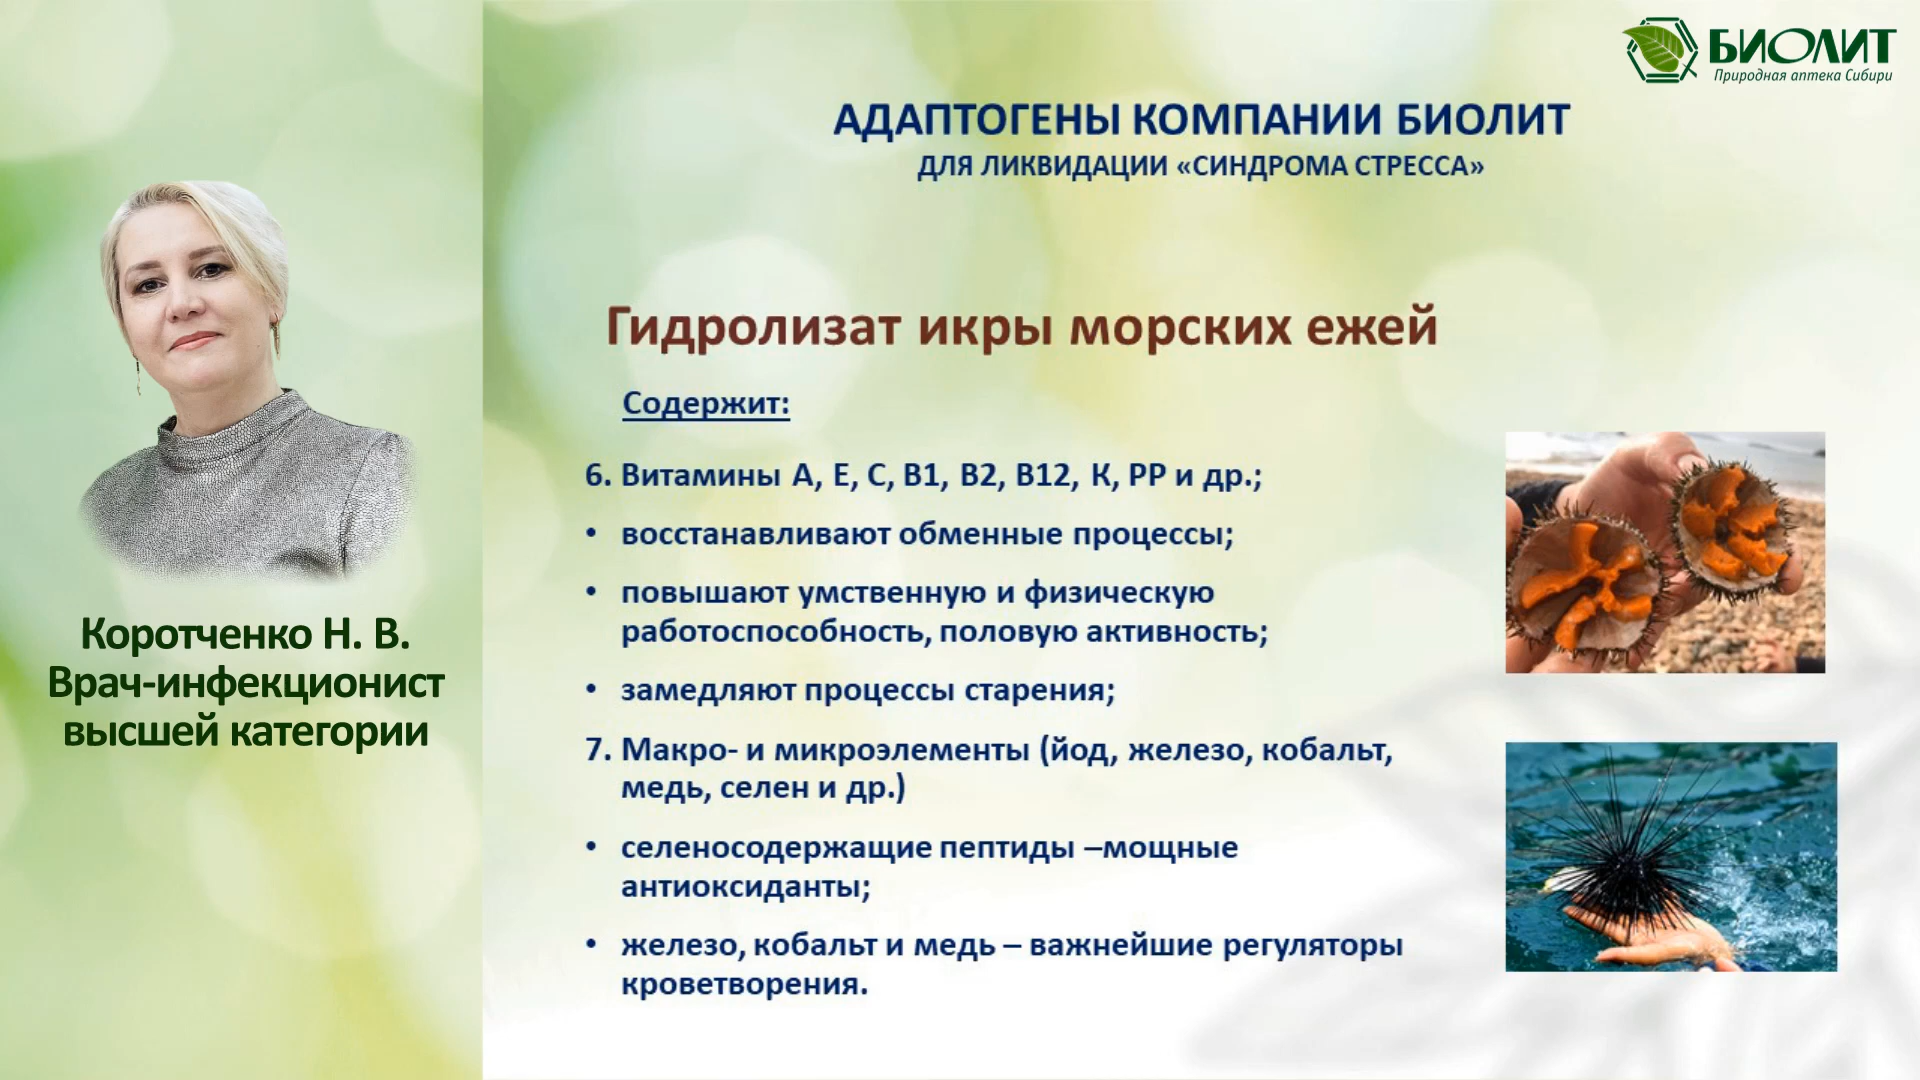 БИОЛИТ
Природная аптека Сибири
АДАПТОГЕНЫ КОМПАНИИ БИОЛИТ
ДЛЯ ЛИКВИДАЦИИ «СИНДРОМА СТРЕССА»
Гидролизат икры морских ежей
Содержит:
6. Витамины А, Е, С, В1, В2, В12, К, РР и др.;
• восстанавливают обменные процессы;
• повышают умственную и физическую
работоспособность, половую активность;
• замедляют процессы старения;
7. Макро- и микроэлементы (йод, железо, кобальт,
медь, селен и др.)
• селеносодержащие пептиды –мощные
антиоксиданты;
• железо, кобальт и медь – важнейшие регуляторы
кроветворения.
Коротченко Н. В.
Врач-инфекционист
высшей категории